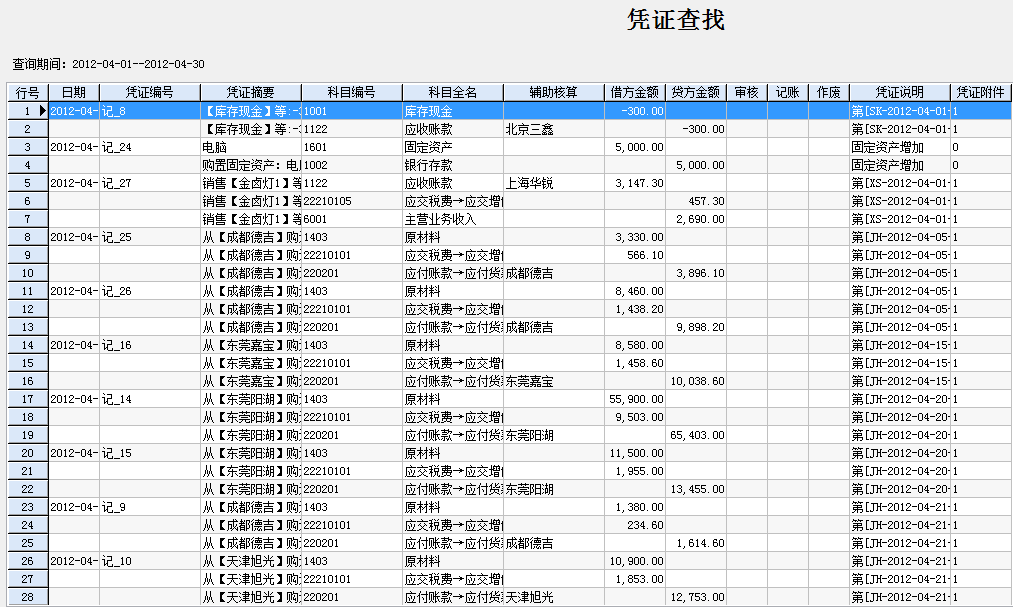 凭证查找
查询期间: 2012-04-01--2012-04-30
行号 日期 凭证编号 凭证摘要 科目编号 科目全名 辅助核算 借方金额 贷方金额 审核 记账 作废 凭证说明 凭证附件
1 2012-04- 记_8 【库存现金】等:- 1001 库存现金 -300.00 第[SK-2012-04-01- 1
2 【库存现金】等:- 1122 应收账款 北京三鑫 -300.00 第[SK-2012-04-01- 1
3 2012-04- 记_24 电脑 1601 固定资产 5,000.00 固定资产增加 0
4 购置固定资产: 电 1002 银行存款 5,000.00 固定资产增加 0
5 2012-04- 记_27 销售【金卤灯1】等 1122 应收账款 上海华锐 3,147.30 第[XS-2012-04-01- 1
6 销售【金卤灯1】等 22210105 应交税费→应交增 457.30 第[XS-2012-04-01- 1
7 销售【金卤灯1】等 6001 主营业务收入 2,690.00 第[XS-2012-04-01- 1
8 2012-04- 记_25 从【成都德吉】购 1403 原材料 3,330.00 第[JH-2012-04-05- 1
9 从【成都德吉】购 22210101 应交税费→应交增 566.10 第[JH-2012-04-05- 1
10 从【成都德吉】购 220201 应付账款→应付货 成都德吉 3,896.10 第[JH-2012-04-05- 1
11 2012-04- 记_26 从【成都德吉】购 1403 原材料 8,460.00 第[JH-2012-04-05- 1
12 从【成都德吉】购 22210101 应交税费→应交增 1,438.20 第[JH-2012-04-05- 1
13 从【成都德吉】购 220201 应付账款→应付货 成都德吉 9,898.20 第[JH-2012-04-05- 1
14 2012-04- 记_16 从【东莞嘉宝】购 1403 原材料 8,580.00 第[JH-2012-04-15- 1
15 从【东莞嘉宝】购 22210101 应交税费→应交增 1,458.60 第[JH-2012-04-15- 1
16 从【东莞嘉宝】购 220201 应付账款→应付货 东莞嘉宝 10,038.60 第[JH-2012-04-15- 1
17 2012-04- 记_14 从【东莞阳湖】购 1403 原材料 55,900.00 第[JH-2012-04-20- 1
18 从【东莞阳湖】购 22210101 应交税费→应交增 9,503.00 第[JH-2012-04-20- 1
19 从【东莞阳湖】购 220201 应付账款→应付货 东莞阳湖 65,403.00 第[JH-2012-04-20- 1
20 2012-04- 记_15 从【东莞阳湖】购 1403 原材料 11,500.00 第[JH-2012-04-20- 1
21 从【东莞阳湖】购 22210101 应交税费→应交增 1,955.00 第[JH-2012-04-20- 1
22 从【东莞阳湖】购 220201 应付账款→应付货 东莞阳湖 13,455.00 第[JH-2012-04-20- 1
23 2012-04- 记_9 从【成都德吉】购 1403 原材料 1,380.00 第[JH-2012-04-21- 1
24 从【成都德吉】购 22210101 应交税费→应交增 234.60 第[JH-2012-04-21- 1
25 从【成都德吉】购 220201 应付账款→应付货 成都德吉 1,614.60 第[JH-2012-04-21- 1
26 2012-04- 记_10 从【天津旭光】购 1403 原材料 10,900.00 第[JH-2012-04-21- 1
27 从【天津旭光】购 22210101 应交税费→应交增 1,853.00 第[JH-2012-04-21- 1
28 从【天津旭光】购 220201 应付账款→应付货 天津旭光 12,753.00 第[JH-2012-04-21- 1